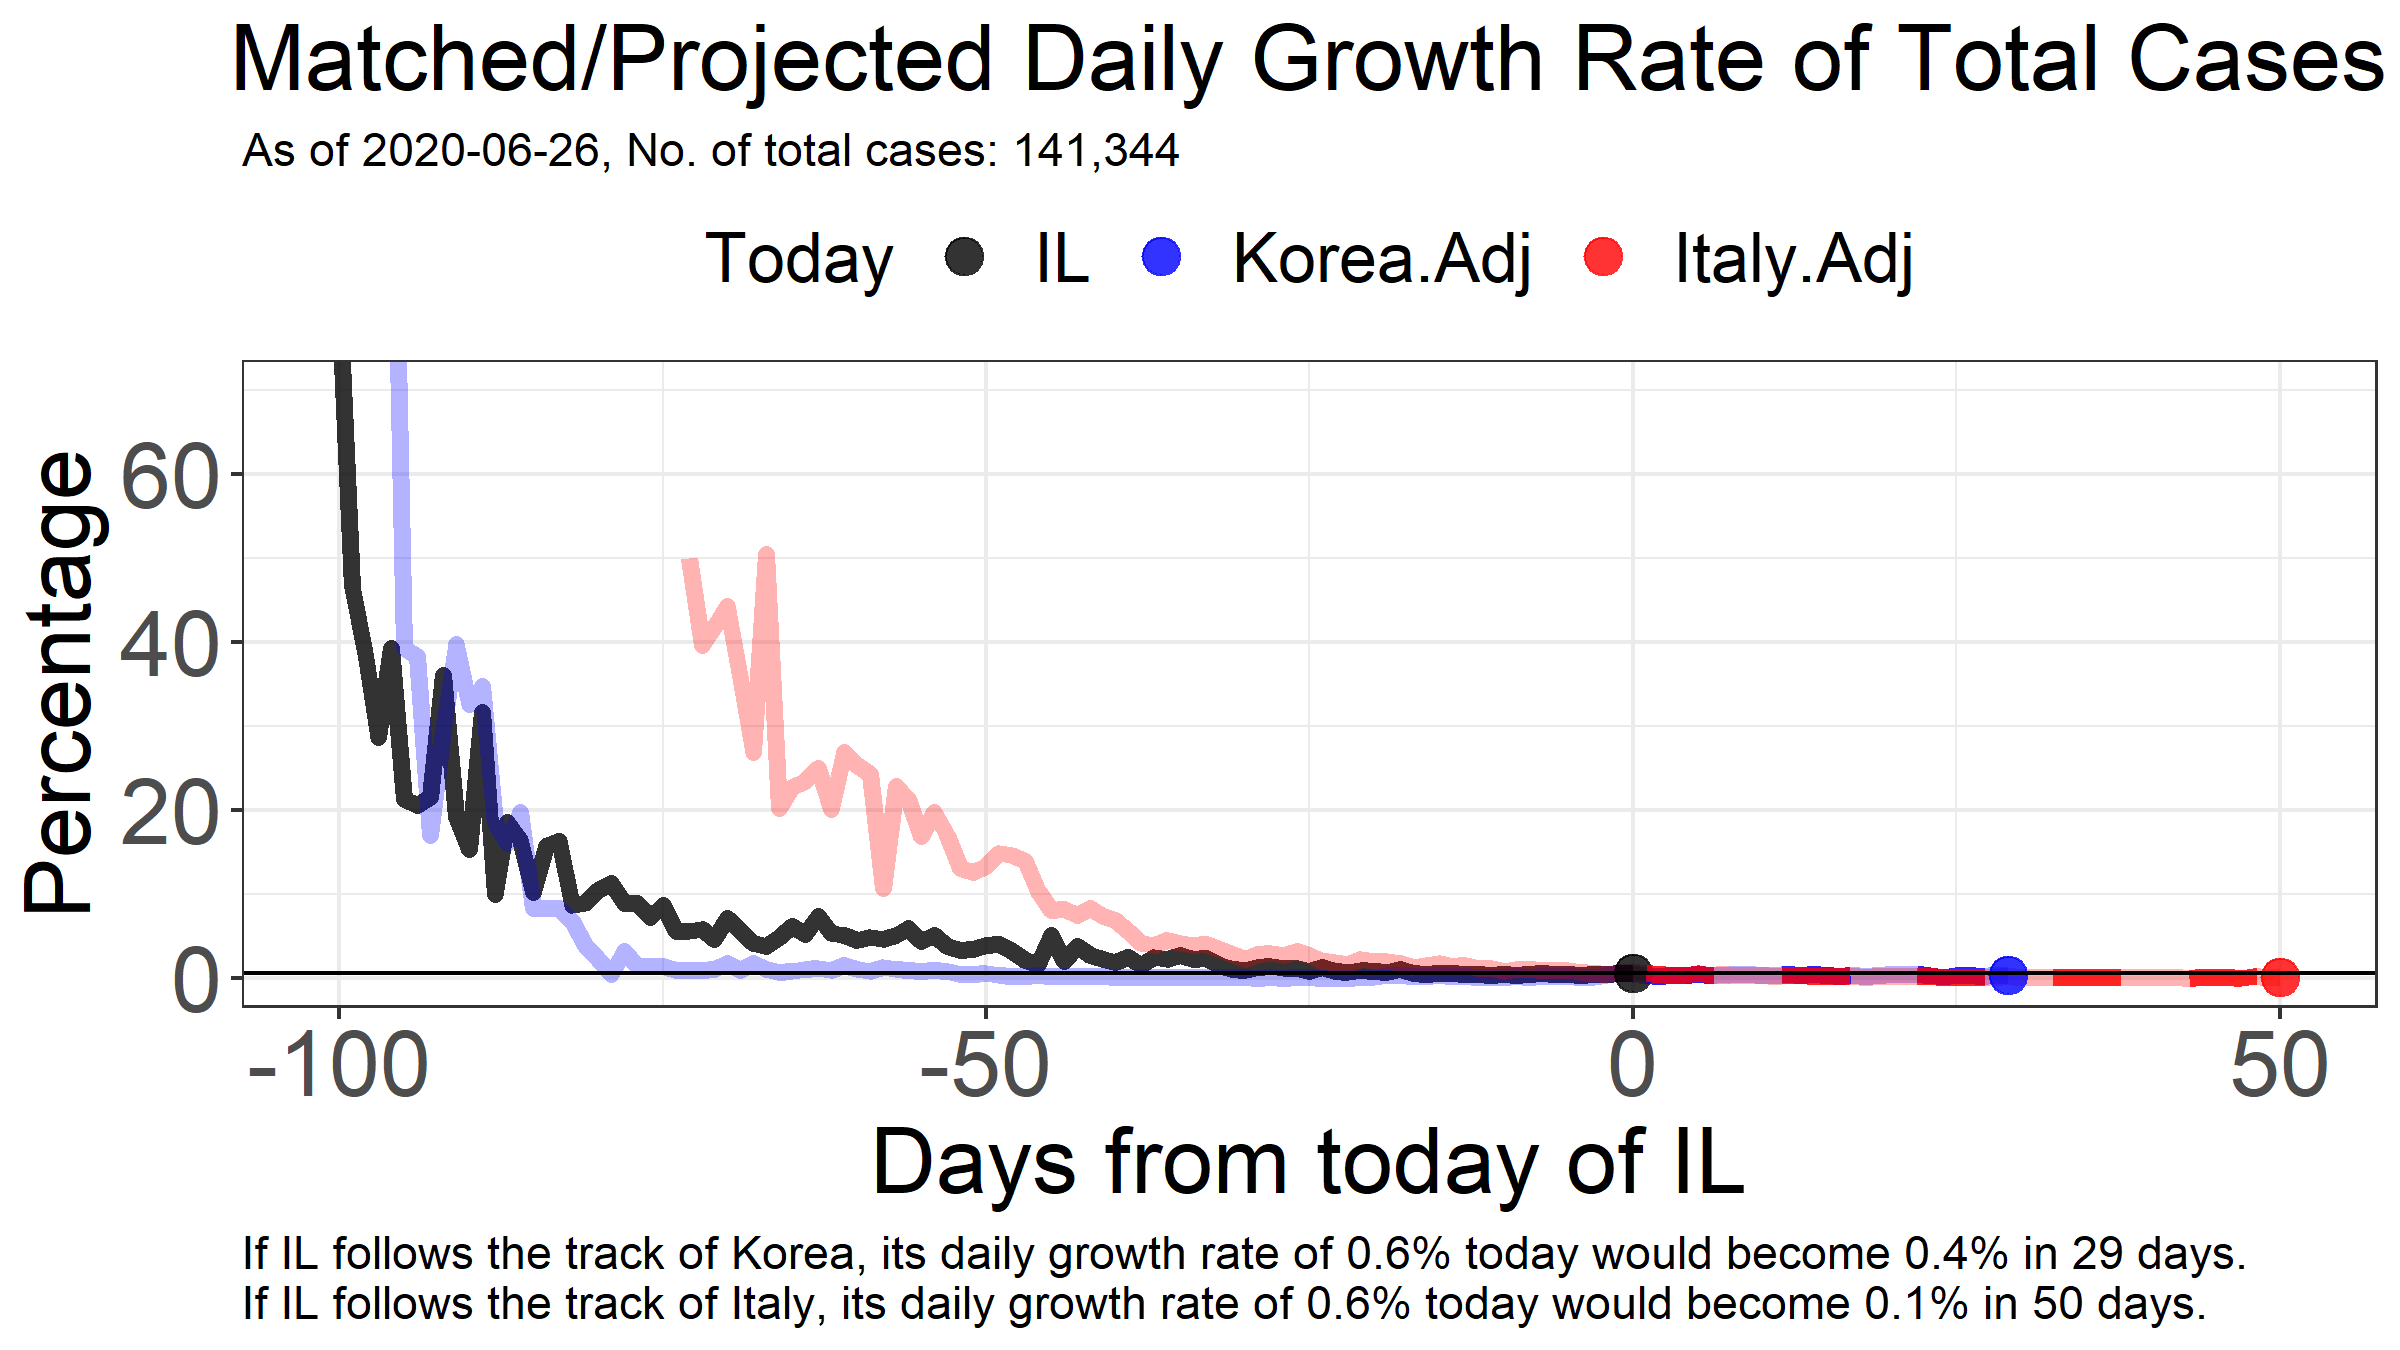 Matched/Projected Daily Growth Rate of Total Cases
As of 2020-06-26, No. of total cases: 141,344
Today IL Korea.Adj Italy.Adj
Percentage
60
40
20
0
-100 -50 0 50
Days from today of IL
If IL follows the track of Korea, its daily growth rate of 0.6% today would become 0.4% in 29 days.
If IL follows the track of Italy, its daily growth rate of 0.6% today would become 0.1% in 50 days.